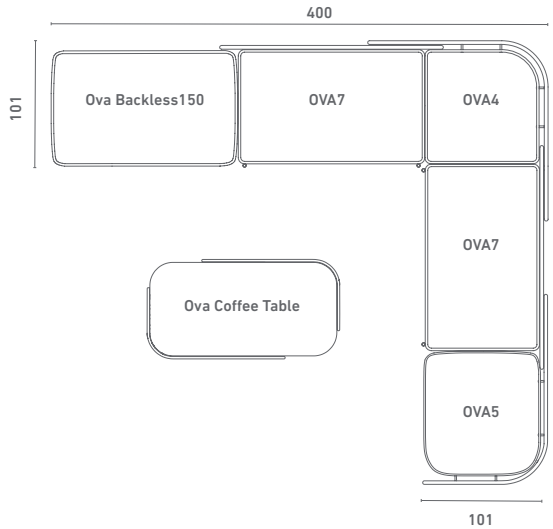 400
101
Ova Backless150
OVA7
OVA4
OVA7
Ova Coffee Table
OVA5
101